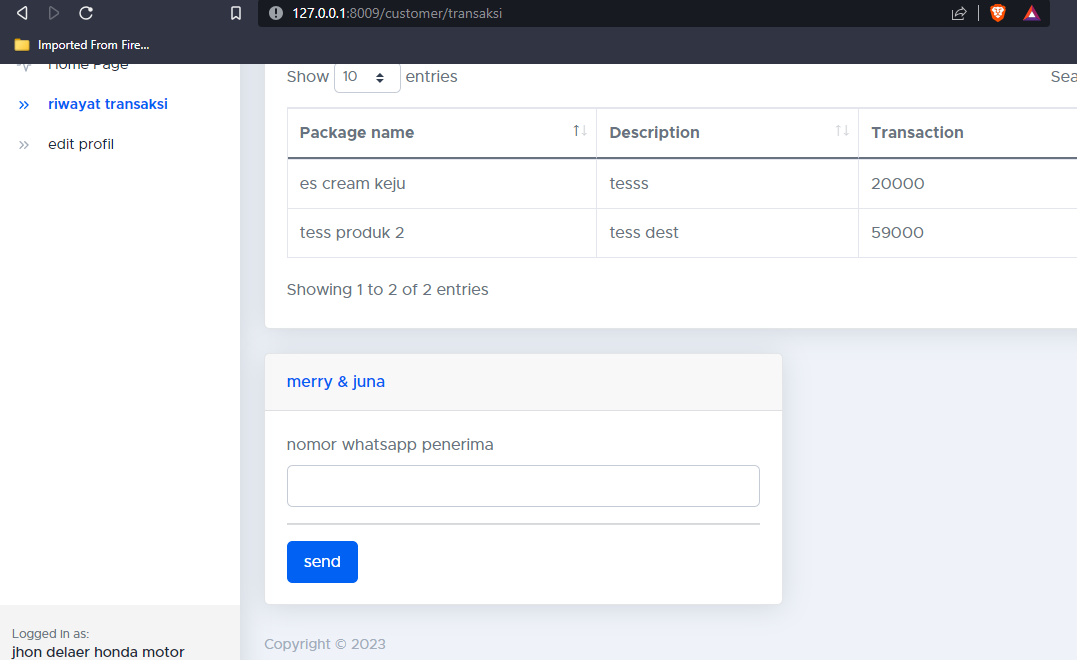 127.0.0.1:8009/customer/transaksi
Imported From Fire...
Home Page
riwayat transaksi
edit profil
Show 10 entries
Sea
Package name Description Transaction
es cream keju tesss 20000
tess produk 2 tess dest 59000
Showing 1 to 2 of 2 entries
merry & juna
nomor whatsapp penerima
send
Logged in as:
jhon delaer honda motor
Copyright © 2023